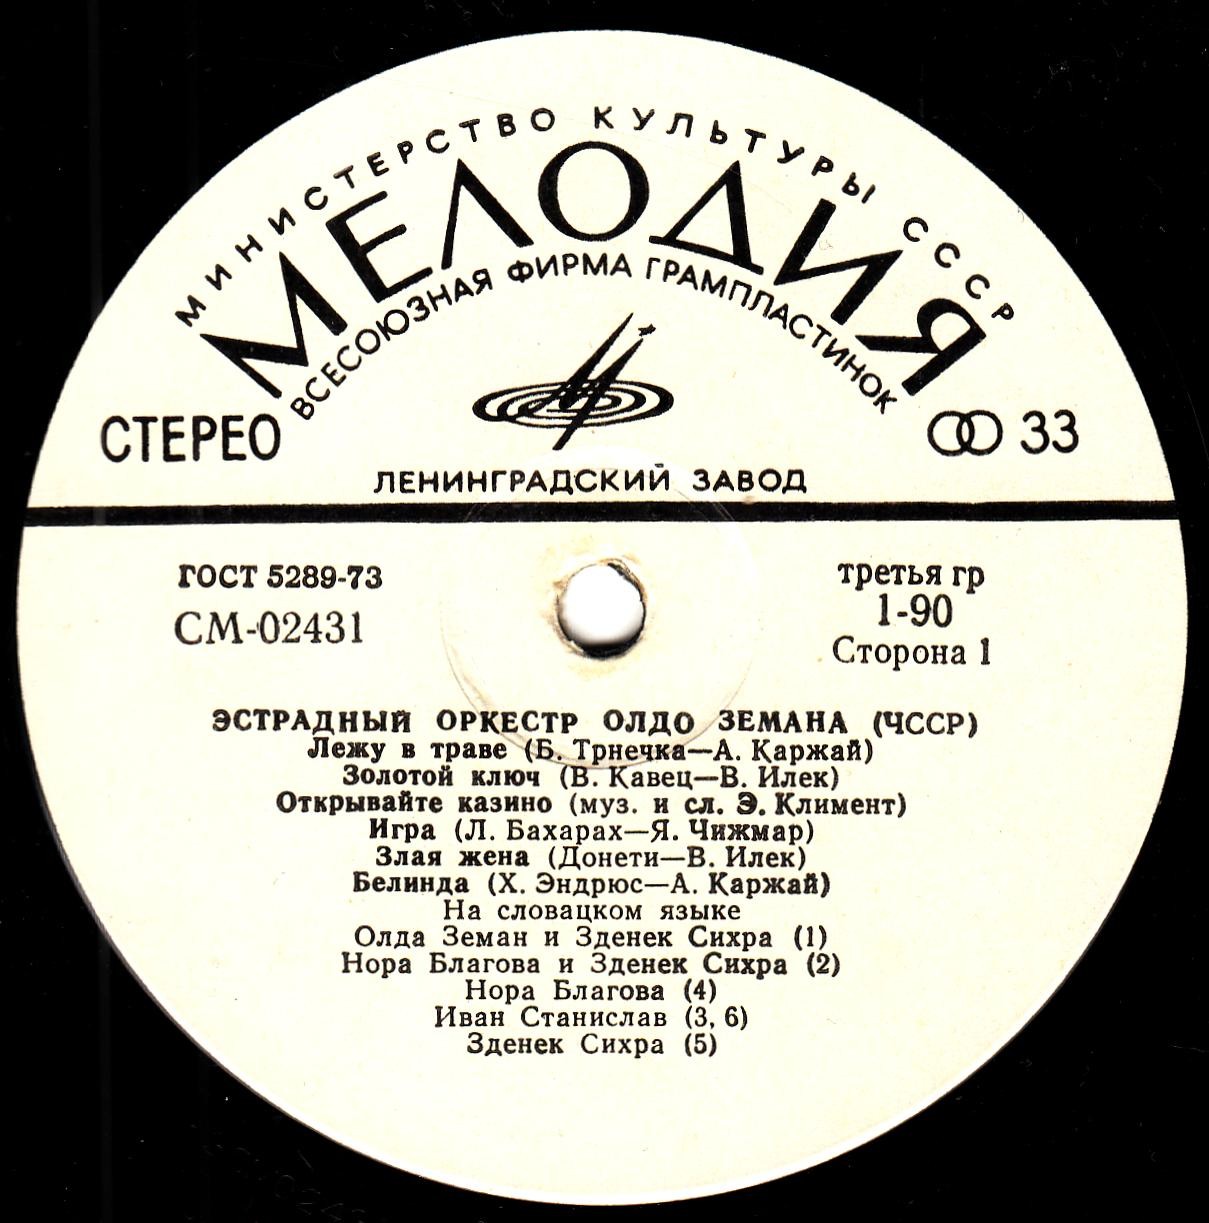 МИНИСТЕРСТВО КУЛЬТУРЫ СССР
МЕЛОДИЯ
ВСЕСОЮЗНАЯ ФИРМА ГРАМПЛАСТИНОК
СТЕРЕО
33
ЛЕНИНГРАДСКИЙ ЗАВОД
ГОСТ 5289-73
СМ-02431
третья гр
1-90
Сторона 1
ЭСТРАДНЫЙ ОРКЕСТР ОЛДО ЗЕМАНА (ЧССР)
Лежу в траве (Б. Трнечка—А. Каржай)
Золотой ключ (В. Кавец—В. Илек)
Открывайте казино (муз. и сл. Э. Климент)
Игра (Л. Бахарах—Я. Чижмар)
Злая жена (Донети—В. Илек)
Белинда (Х. Эндрюс—А. Каржай)
На словацком языке
Олда Земан и Зденек Сихра (1)
Нора Благова и Зденек Сихра (2)
Нора Благова (4)
Иван Станислав (3, 6)
Зденек Сихра (5)